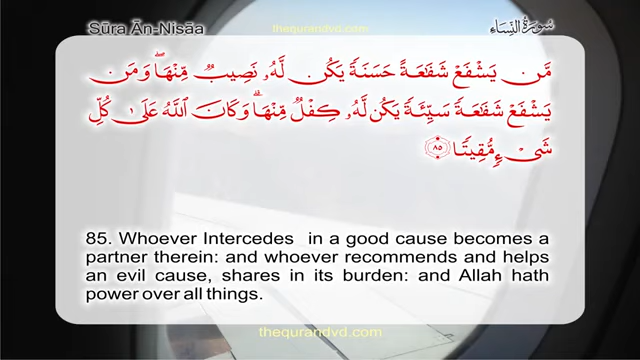 Sūra Ān-Nisāa
thequrandvd.com
سُورَةُ النِّسَاءِ
مَّن يَشْفَعْ شَفَـٰعَةً حَسَنَةً يَكُن لَّهُۥ نَصِيبٌ مِّنْهَا ۖ وَمَن
يَشْفَعْ شَفَـٰعَةً سَيِّئَةً يَكُن لَّهُۥ كِفْلٌ مِّنْهَا ۗ وَكَانَ ٱللَّهُ عَلَىٰ كُلِّ
شَىْءٍ مُّقِيتًا ٨٥
85. Whoever Intercedes in a good cause becomes a
partner therein: and whoever recommends and helps
an evil cause, shares in its burden: and Allah hath
power over all things.
thequrandvd.com